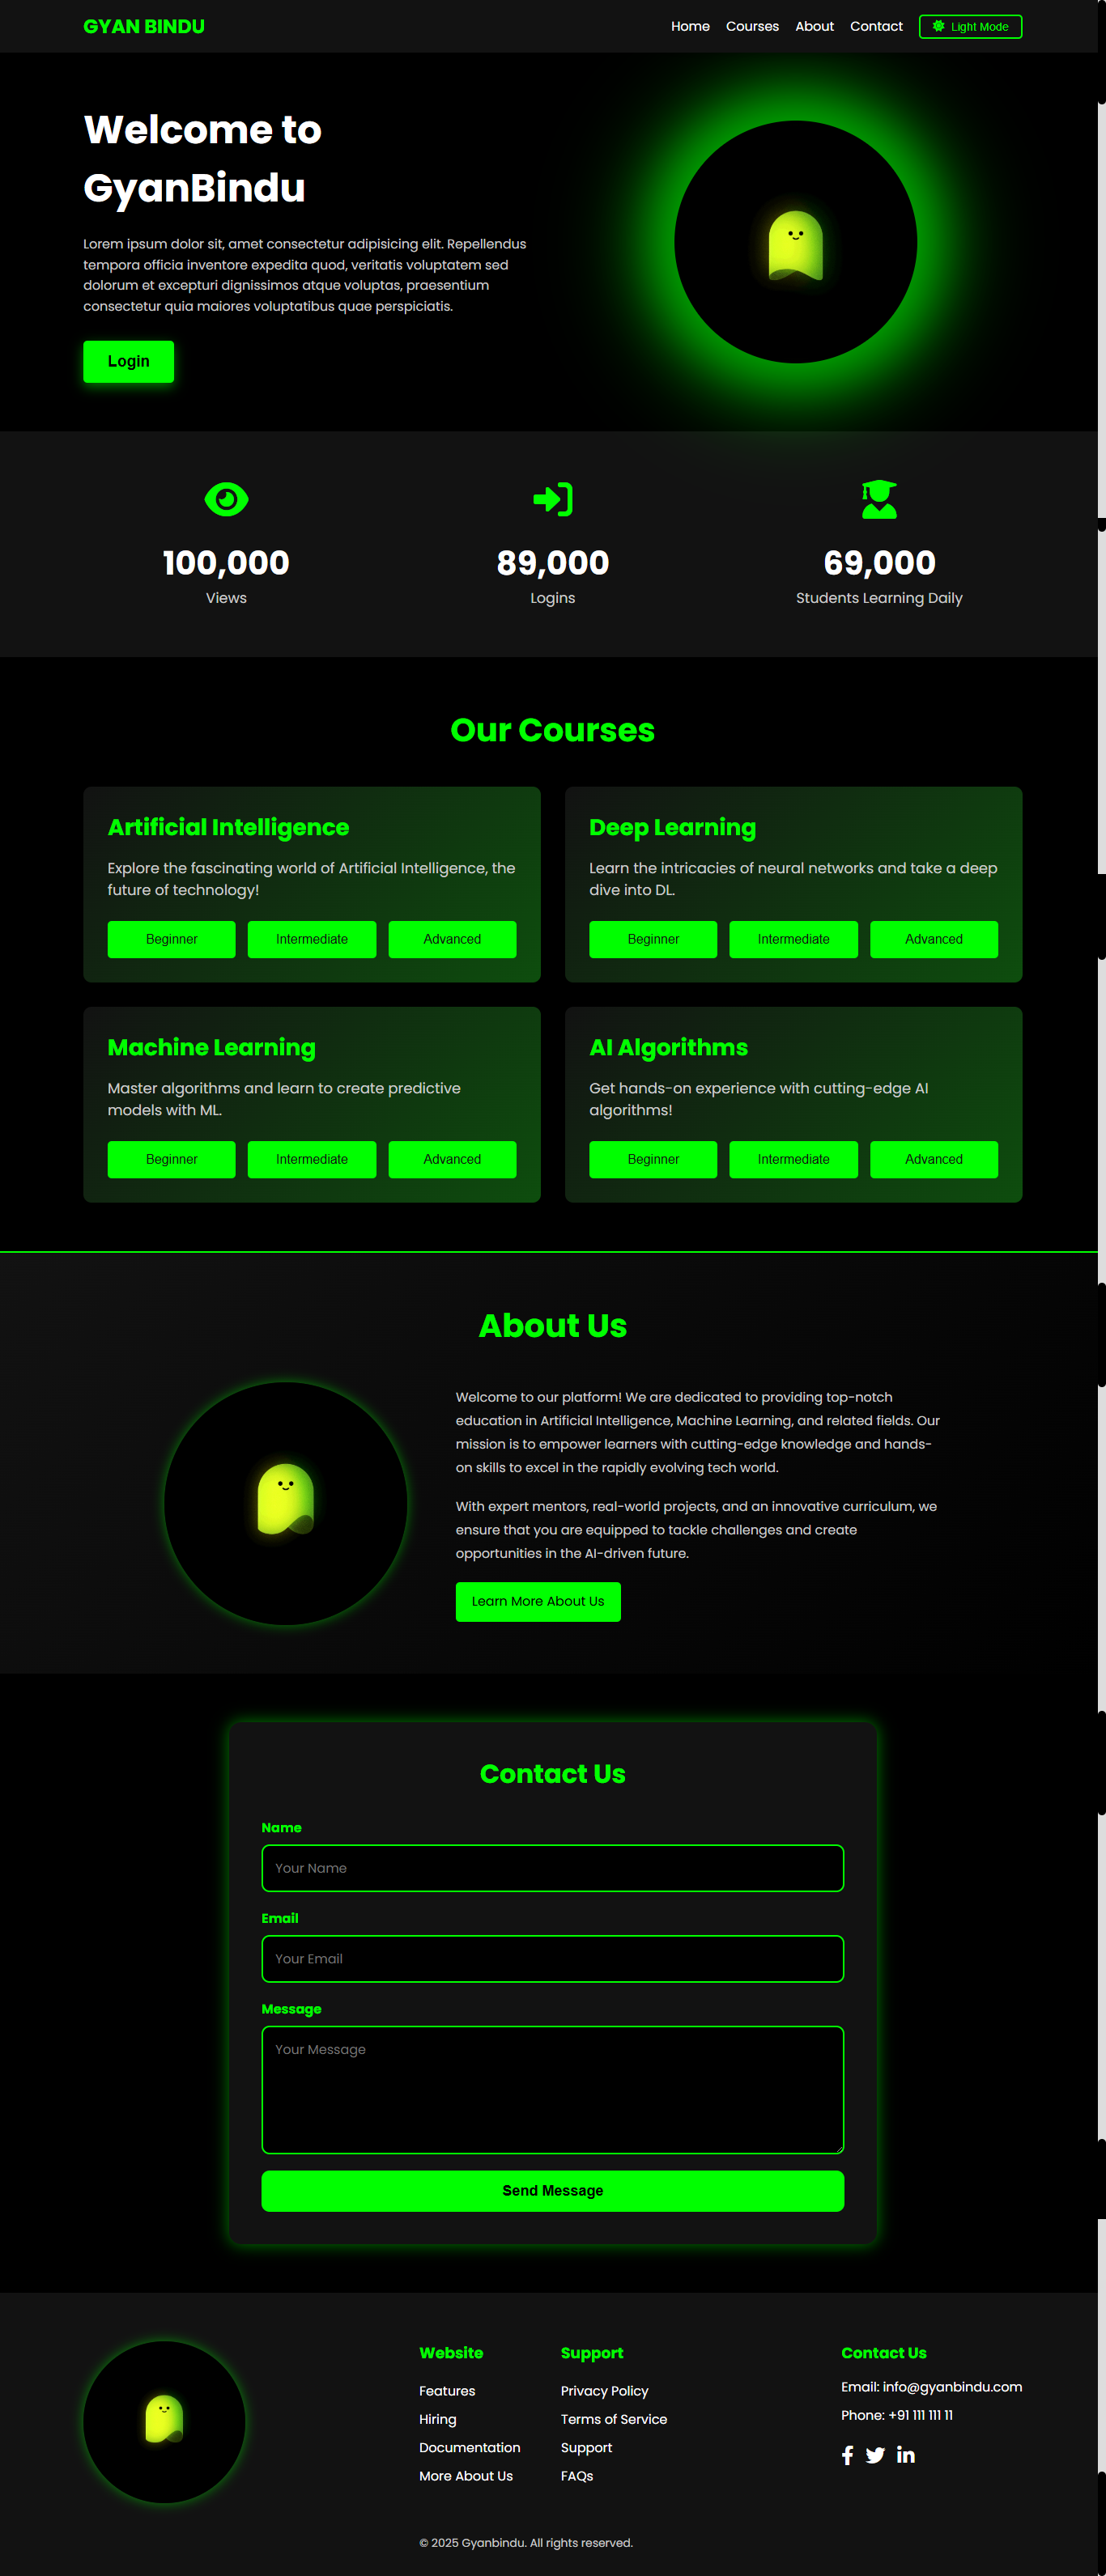 GYAN BINDU
Home Courses About Contact Light Mode
Welcome to
GyanBindu
Lorem ipsum dolor sit, amet consectetur adipisicing elit. Repellendus
tempora officia inventore expedita quod, veritatis voluptatem sed
dolorum et excepturi dignissimos atque voluptas, praesentium
consectetur quia maiores voluptatibus quae perspiciatis.
Login
100,000
Views
89,000
Logins
69,000
Students Learning Daily
Our Courses
Artificial Intelligence
Explore the fascinating world of Artificial Intelligence, the
future of technology!
Beginner Intermediate Advanced
Deep Learning
Learn the intricacies of neural networks and take a deep
dive into DL.
Beginner Intermediate Advanced
Machine Learning
Master algorithms and learn to create predictive
models with ML.
Beginner Intermediate Advanced
AI Algorithms
Get hands-on experience with cutting-edge AI
algorithms!
Beginner Intermediate Advanced
About Us
Welcome to our platform! We are dedicated to providing top-notch
education in Artificial Intelligence, Machine Learning, and related fields. Our
mission is to empower learners with cutting-edge knowledge and hands-
on skills to excel in the rapidly evolving tech world.
With expert mentors, real-world projects, and an innovative curriculum, we
ensure that you are equipped to tackle challenges and create
opportunities in the AI-driven future.
Learn More About Us
Contact Us
Name
Your Name
Email
Your Email
Message
Your Message
Send Message
Website
Features
Hiring
Documentation
More About Us
Support
Privacy Policy
Terms of Service
Support
FAQs
Contact Us
Email: info@gyanbindu.com
Phone: +91 111 111 11
© 2025 Gyanbindu. All rights reserved.